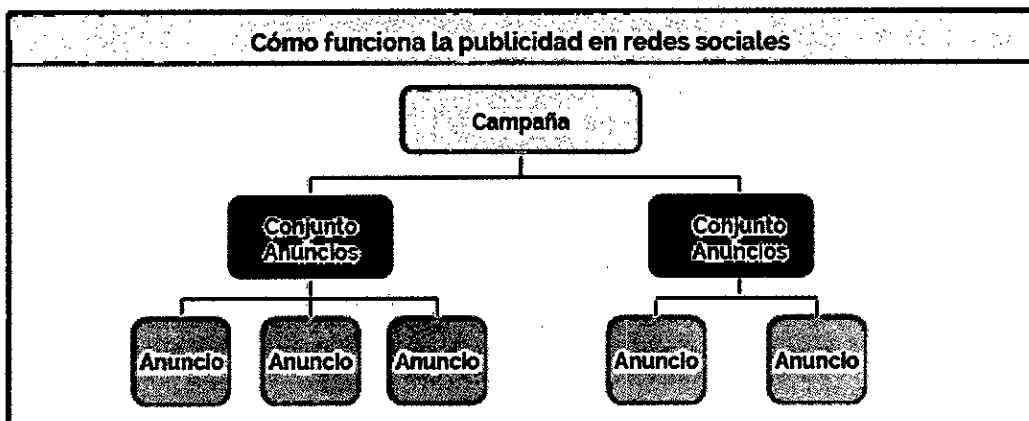 Cómo funciona la publicidad en redes sociales
Campaña
Conjunto
Anuncios
Conjunto
Anuncios
Anuncio
Anuncio
Anuncio
Anuncio
Anuncio